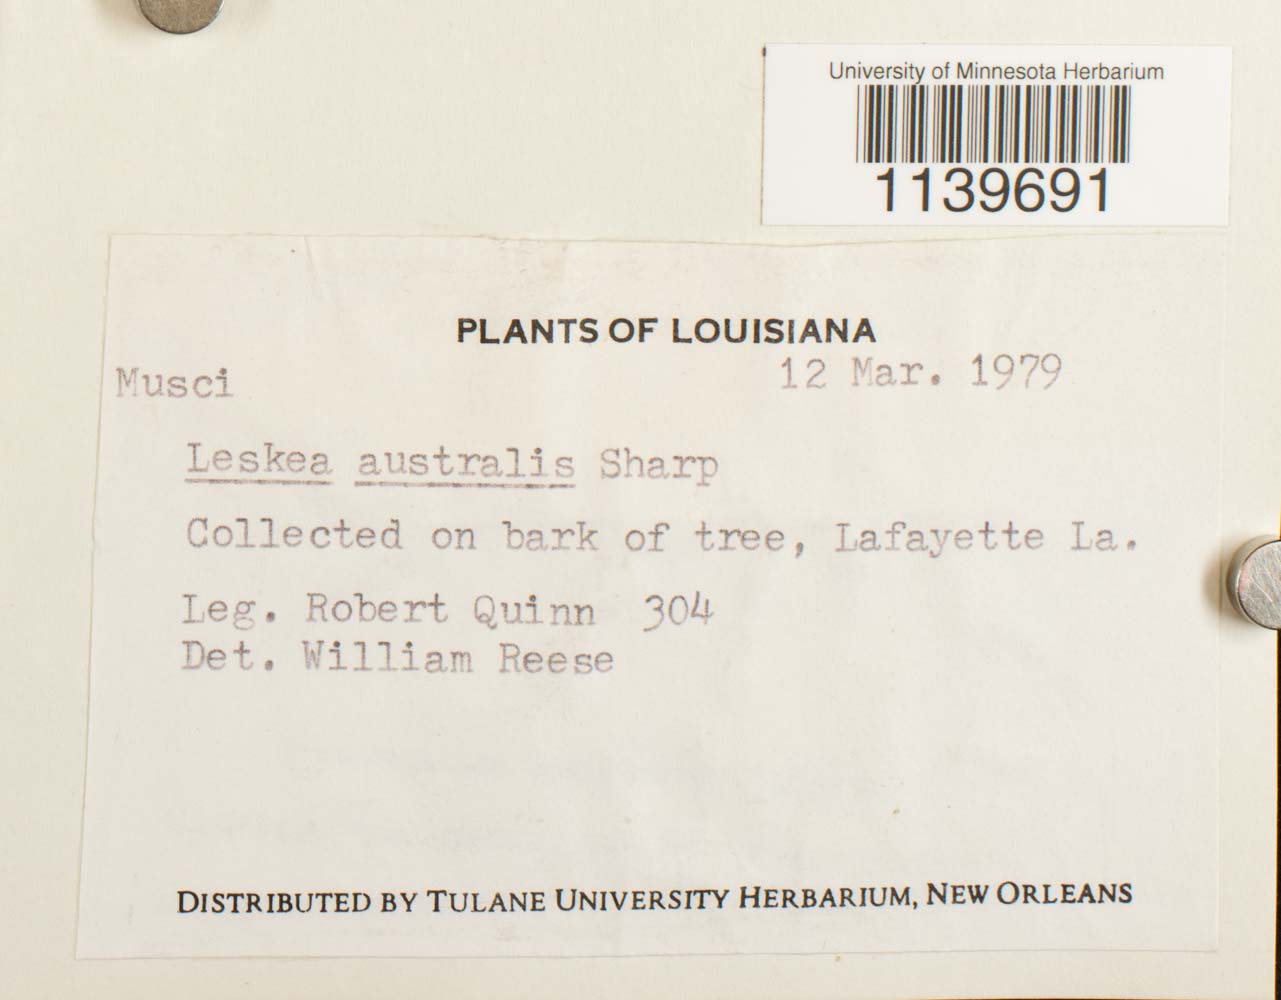 University of Minnesota Herbarium
1139691
PLANTS OF LOUISIANA
Musci
12 Mar. 1979
Leskea australis Sharp
Collected on bark of tree, Lafayette La.
Leg. Robert Quinn 304
Det. William Reese
DISTRIBUTED BY TULANE UNIVERSITY HERBARIUM, NEW ORLEANS